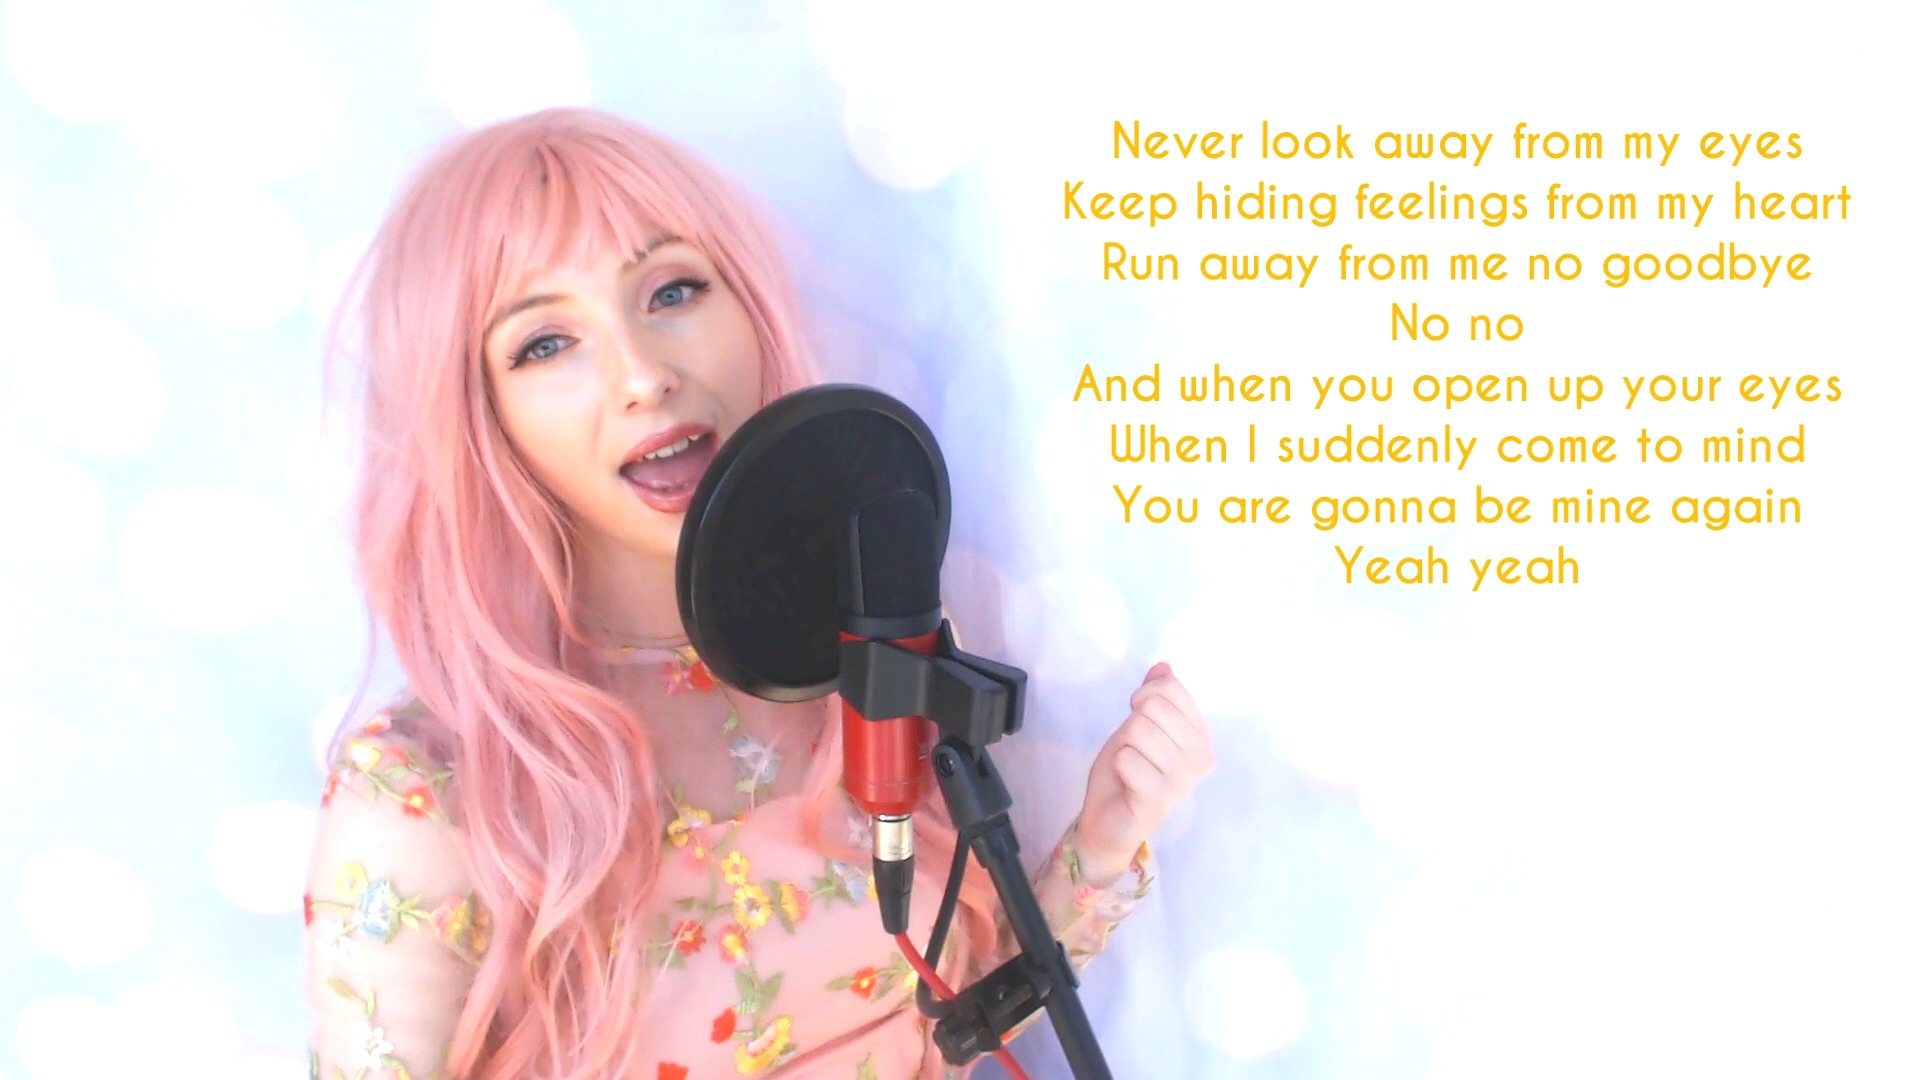 Never look away from my eyes
Keep hiding feelings from my heart
Run away from me no goodbye
No no
And when you open up your eyes
When I suddenly come to mind
You are gonna be mine again
Yeah yeah